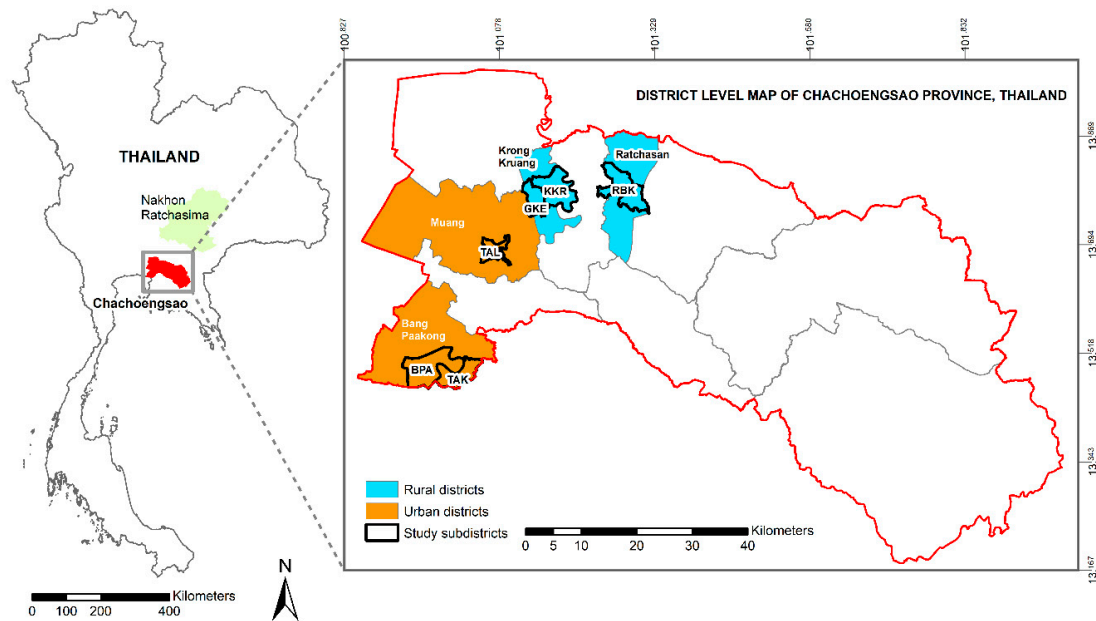 100.827
101.078
101.329
101.580
101.832
DISTRICT LEVEL MAP OF CHACHOENGSAO PROVINCE, THAILAND
THAILAND
Nakhon
Ratchasima
Chachoengsao
Krong
Kruang
Ratchasan
KKR
RBK
GKE
Muang
TAL
Bang
Paakong
BPA
TAK
13.869
13.694
13.518
13.343
13.167
Rural districts
Urban districts
Study subdistricts
Kilometers
0 5 10 20 30 40
Kilometers
0 100 200 400
N